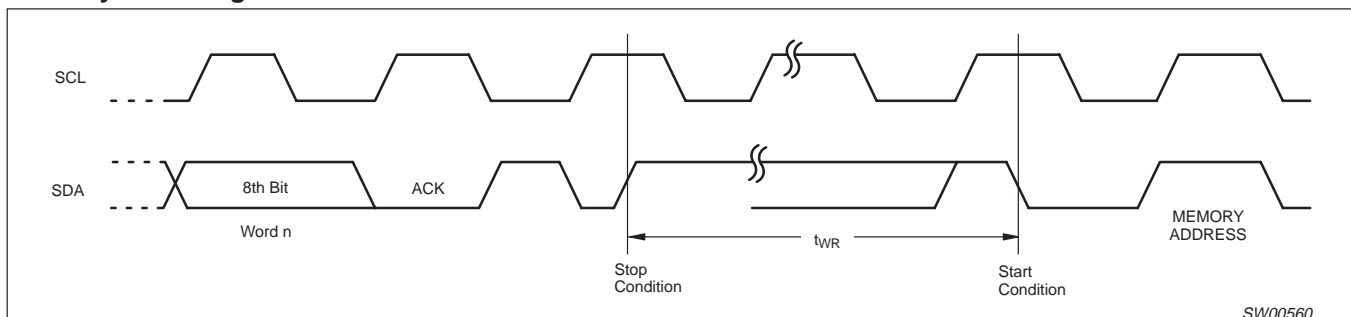 SCL
SDA
8th Bit
ACK
Word n
tWR
MEMORY
ADDRESS
Stop
Condition
Start
Condition
SW00560